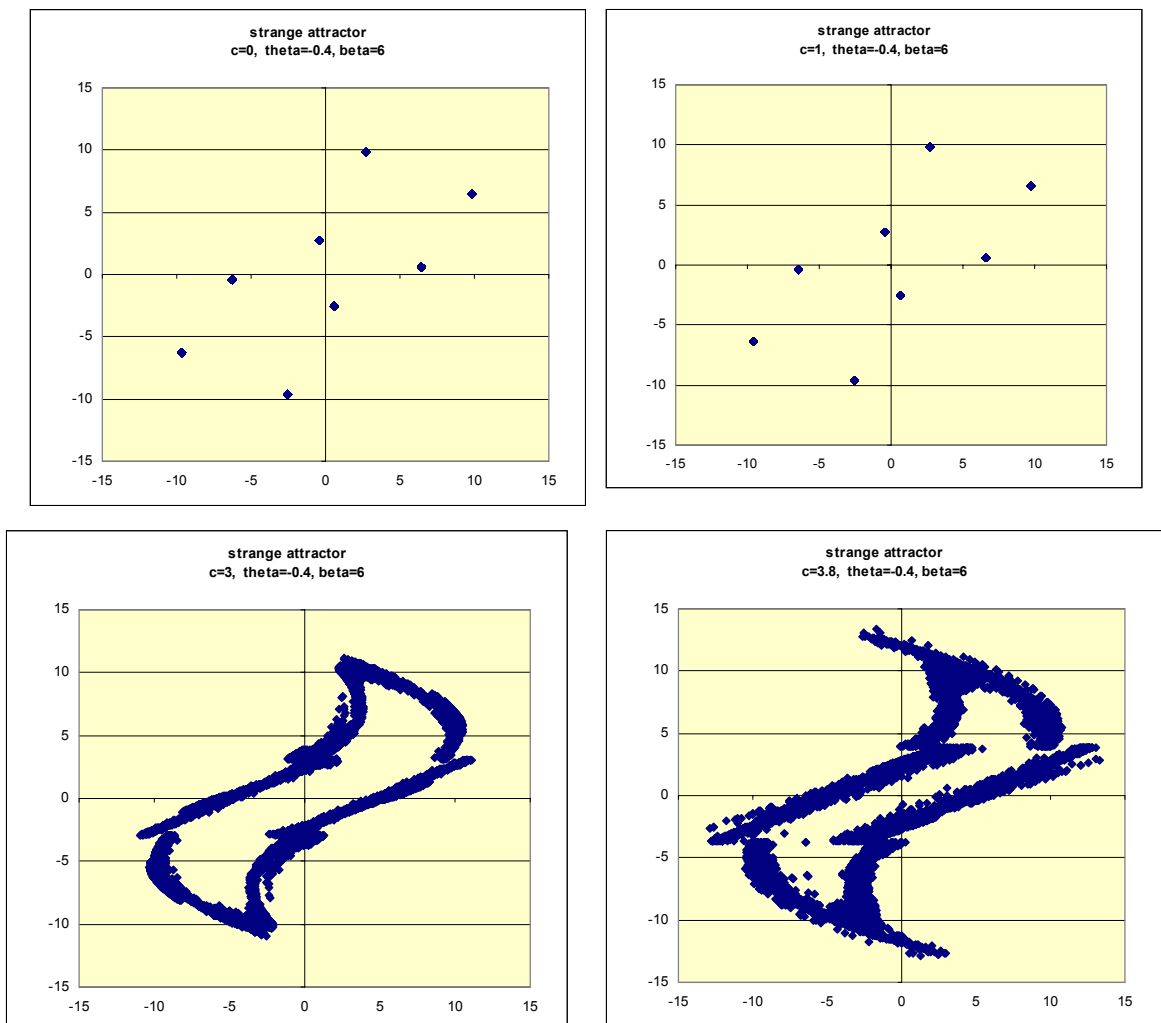 strange attractor
c=0, theta=-0.4, beta=6
15
10
5
0
-5
-10
-15
-15 -10 -5 0 5 10 15
strange attractor
c=1, theta=-0.4, beta=6
15
10
5
0
-5
-10
-15
-15 -10 -5 0 5 10 15
strange attractor
c=3, theta=-0.4, beta=6
15
10
5
0
-5
-10
-15
-15 -10 -5 0 5 10 15
strange attractor
c=3.8, theta=-0.4, beta=6
15
10
5
0
-5
-10
-15
-15 -10 -5 0 5 10 15